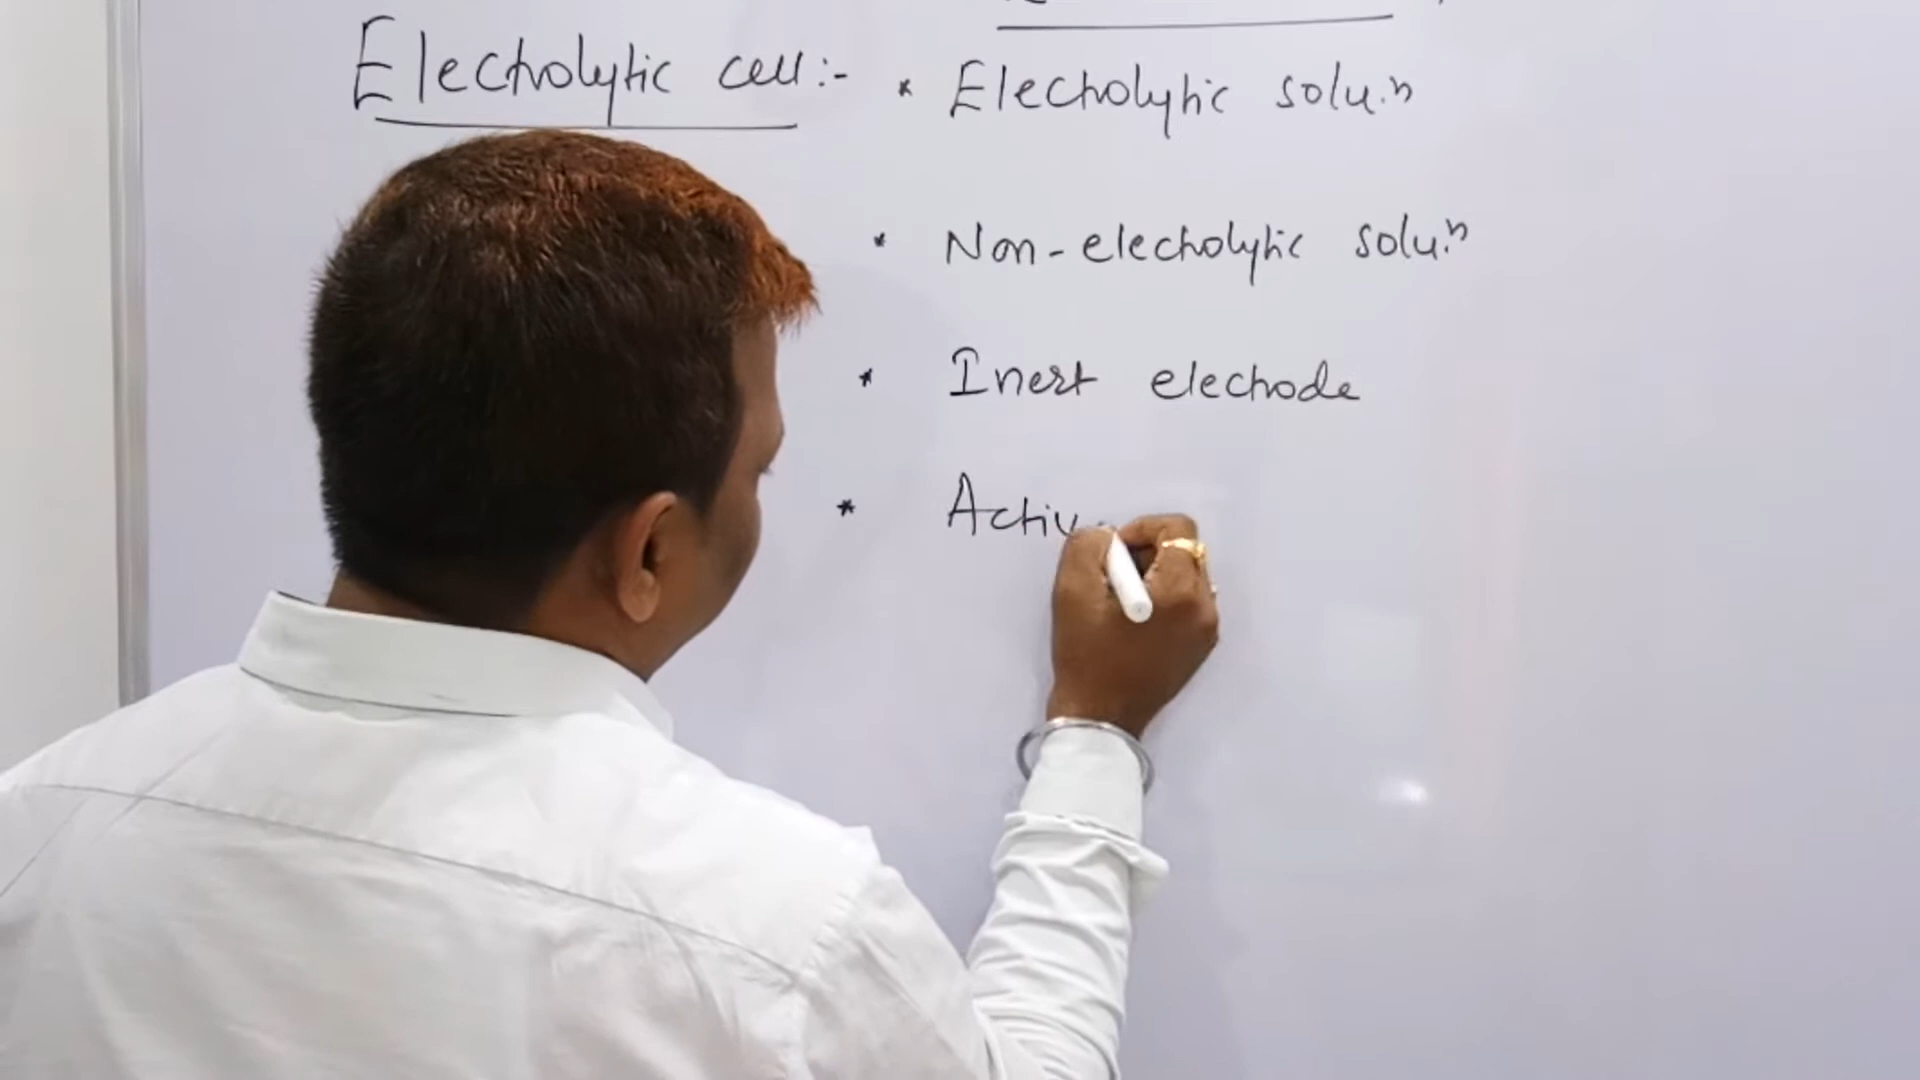 Electrolytic cell:- * Electrolytic solu.n
* Non-electrolytic solu.n
* Inert electrode
* Activ